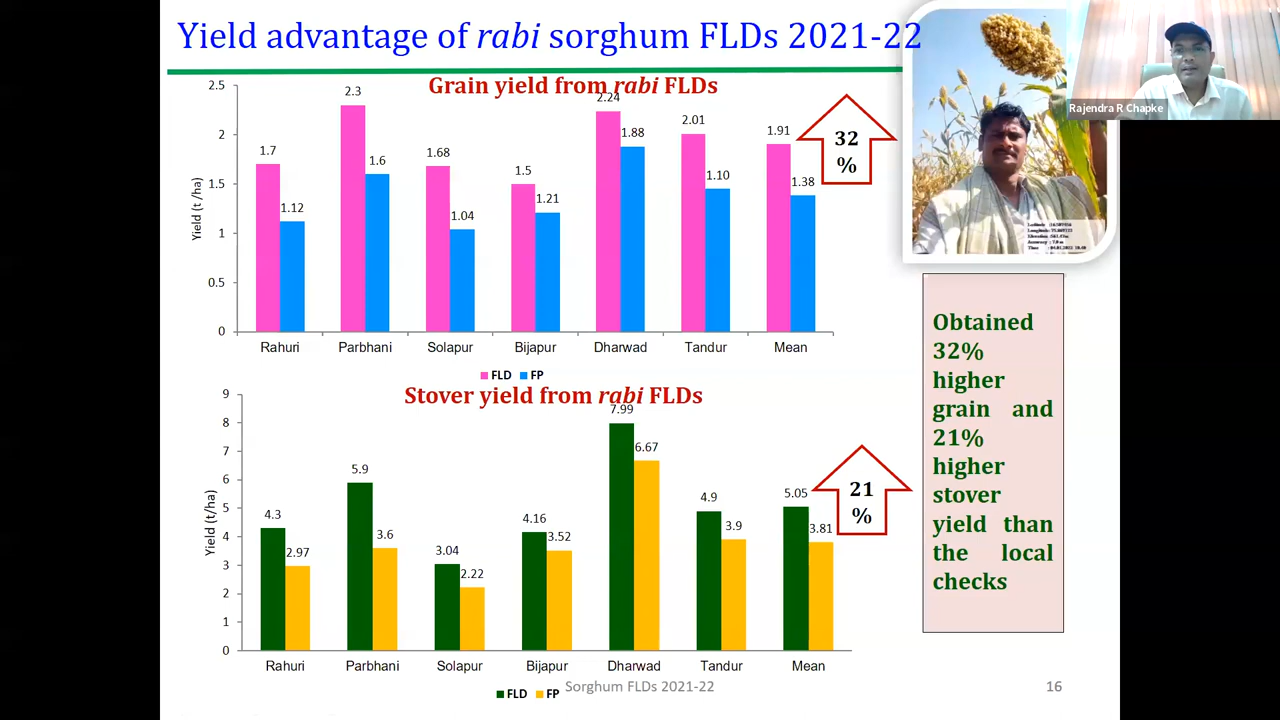 Yield advantage of rabi sorghum FLDs 2021-22
Rajendra R Chapke
Grain yield from rabi FLDs
Yield (t /ha)
2.5
2
1.5
1
0.5
0
1.7
1.12
2.3
1.6
1.68
1.04
1.5
1.21
2.24
1.88
2.01
1.10
1.91
1.38
32
%
Rahuri Parbhani Solapur Bijapur Dharwad Tandur Mean
FLD FP
Stover yield from rabi FLDs
Yield (t/ha)
9
8
7
6
5
4
3
2
1
0
4.3
2.97
5.9
3.6
3.04
2.22
4.16
3.52
7.99
6.67
4.9
3.9
5.05
3.81
21
%
Rahuri Parbhani Solapur Bijapur Dharwad Tandur Mean
FLD FP
Obtained
32%
higher
grain and
21%
higher
stover
yield than
the local
checks
Sorghum FLDs 2021-22
16